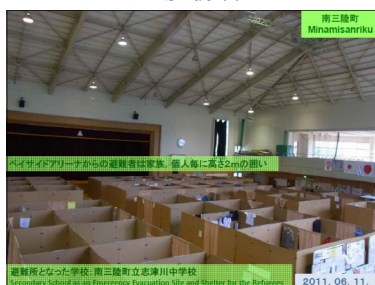 南三陸町
Minamisanriku
ベイサイドアリーナからの避難者は家族、個人毎に高さ2mの囲い
避難所となった学校：南三陸町立志津川中学校
Secondary School as an Emergency Evacuation Site and Shelter for the Refugees
2011. 06. 11.